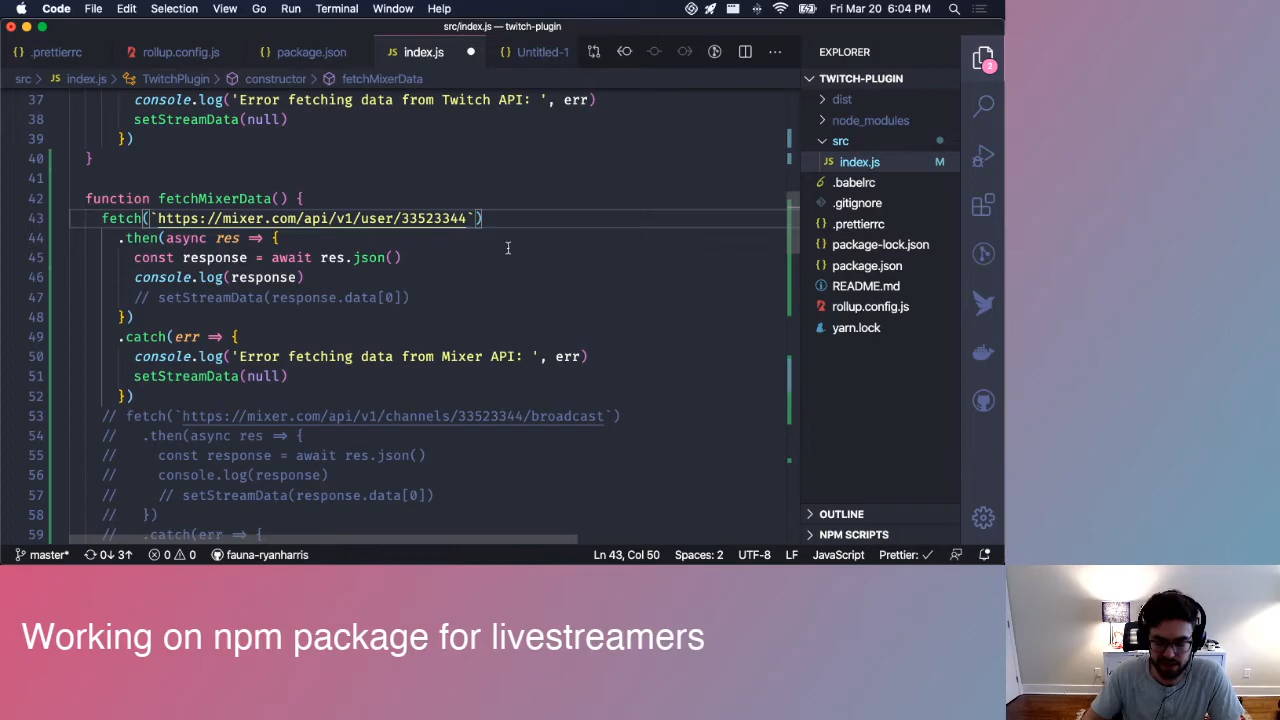 Code File Edit Selection View Go Run Terminal Window Help Fri Mar 20 6:04 PM
src/index.js — twitch-plugin
.prettierrc rollup.config.js package.json index.js Untitled-1
src > index.js > TwitchPlugin > constructor > fetchMixerData
37 console.log('Error fetching data from Twitch API: ', err)
38 setStreamData(null)
39 })
40 }
41
42 function fetchMixerData() {
43 fetch(`https://mixer.com/api/v1/user/33523344`)
44 .then(async res => {
45 const response = await res.json()
46 console.log(response)
47 // setStreamData(response.data[0])
48 })
49 .catch(err => {
50 console.log('Error fetching data from Mixer API: ', err)
51 setStreamData(null)
52 })
53 // fetch(`https://mixer.com/api/v1/channels/33523344/broadcast`)
54 // .then(async res => {
55 // const response = await res.json()
56 // console.log(response)
57 // // setStreamData(response.data[0])
58 // })
59 // .catch(err => {
EXPLORER
TWITCH-PLUGIN
dist
node_modules
src
JS index.js M
.babelrc
.gitignore
.prettierrc
package-lock.json
package.json
README.md
rollup.config.js
yarn.lock
OUTLINE
NPM SCRIPTS
2
master* 0↓ 3↑ 0 0 fauna-ryanharris Ln 43, Col 50 Spaces: 2 UTF-8 LF JavaScript Prettier: ✓
Working on npm package for livestreamers